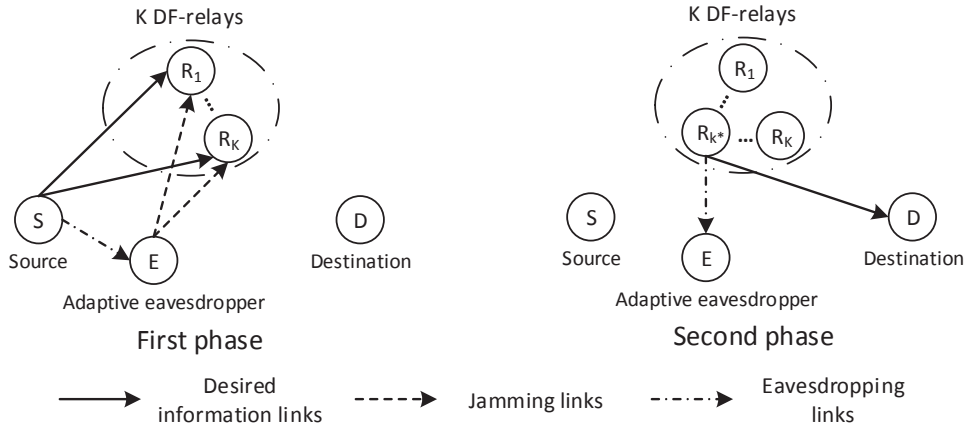 K DF-relays
R1
RK
S
Source
E
Adaptive eavesdropper
D
Destination
First phase
K DF-relays
R1
Rk*
RK
S
Source
E
Adaptive eavesdropper
D
Destination
Second phase
Desired
information links
Jamming links
Eavesdropping
links